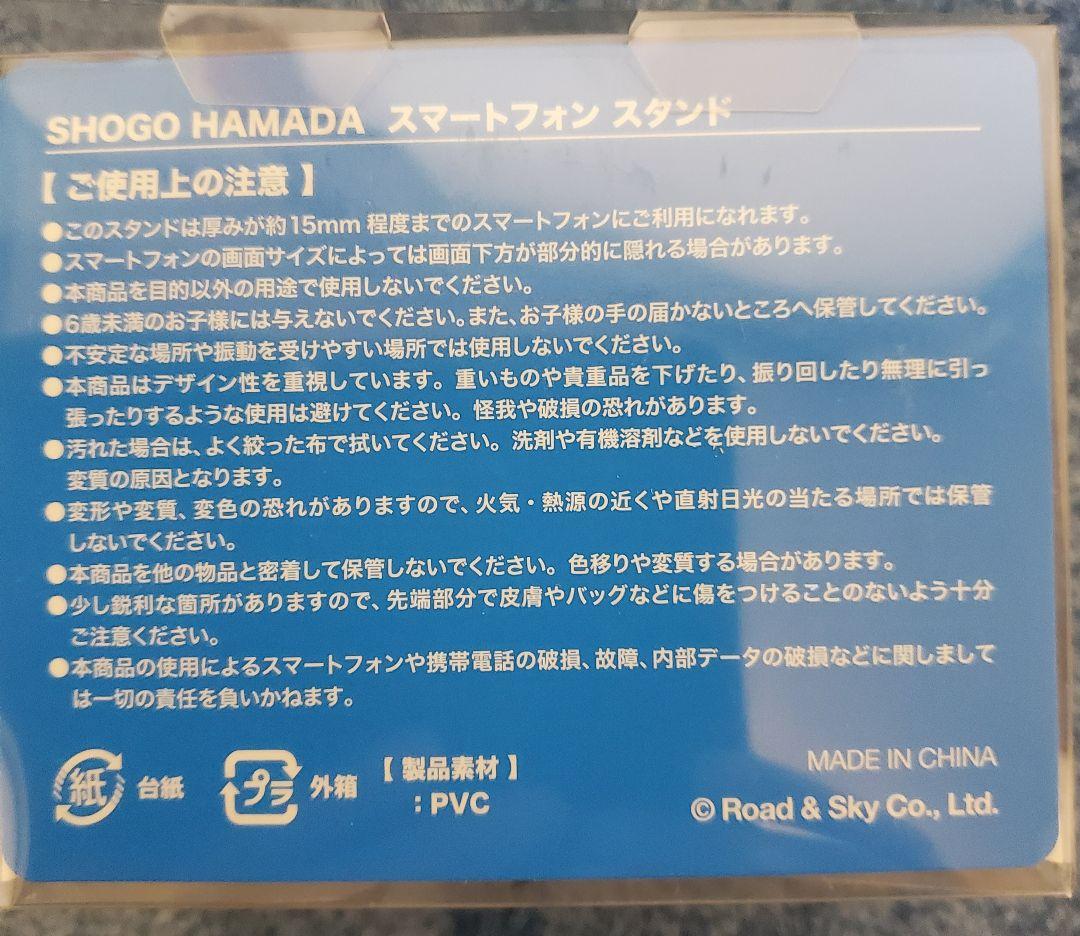 SHOGO HAMADA スマートフォン スタンド
【 ご使用上の注意 】
●このスタンドは厚みが約15mm 程度までのスマートフォンにご利用になれます。
●スマートフォンの画面サイズによっては画面下方が部分的に隠れる場合があります。
●本商品を目的以外の用途で使用しないでください。
●6歳未満のお子様には与えないでください。また、お子様の手の届かないところへ保管してください。
●不安定な場所や振動を受けやすい場所では使用しないでください。
●本商品はデザイン性を重視しています。重いものや貴重品を下げたり、振り回したり無理に引っ
張ったりするような使用は避けてください。怪我や破損の恐れがあります。
●汚れた場合は、よく絞った布で拭いてください。洗剤や有機溶剤などを使用しないでください。
変質の原因となります。
●変形や変質、変色の恐れがありますので、火気・熱源の近くや直射日光の当たる場所では保管
しないでください。
●本商品を他の物品と密着して保管しないでください。色移りや変質する場合があります。
●少し鋭利な箇所がありますので、先端部分で皮膚やバッグなどに傷をつけることのないよう十分
ご注意ください。
●本商品の使用によるスマートフォンや携帯電話の破損、故障、内部データの破損などに関しまして
は一切の責任を負いかねます。
紙 台紙 プラ 外箱 【 製品素材 】
: PVC
MADE IN CHINA
© Road & Sky Co., Ltd.